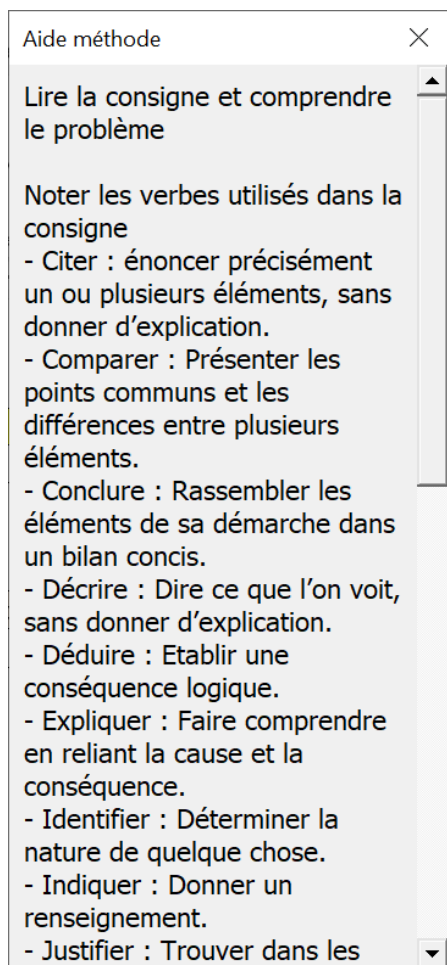 Aide méthode
Lire la consigne et comprendre
le problème
Noter les verbes utilisés dans la
consigne
- Citer : énoncer précisément
un ou plusieurs éléments, sans
donner d’explication.
- Comparer : Présenter les
points communs et les
différences entre plusieurs
éléments.
- Conclure : Rassembler les
éléments de sa démarche dans
un bilan concis.
- Décrire : Dire ce que l’on voit,
sans donner d’explication.
- Déduire : Etablir une
conséquence logique.
- Expliquer : Faire comprendre
en reliant la cause et la
conséquence.
- Identifier : Déterminer la
nature de quelque chose.
- Indiquer : Donner un
renseignement.
- Justifier : Trouver dans les